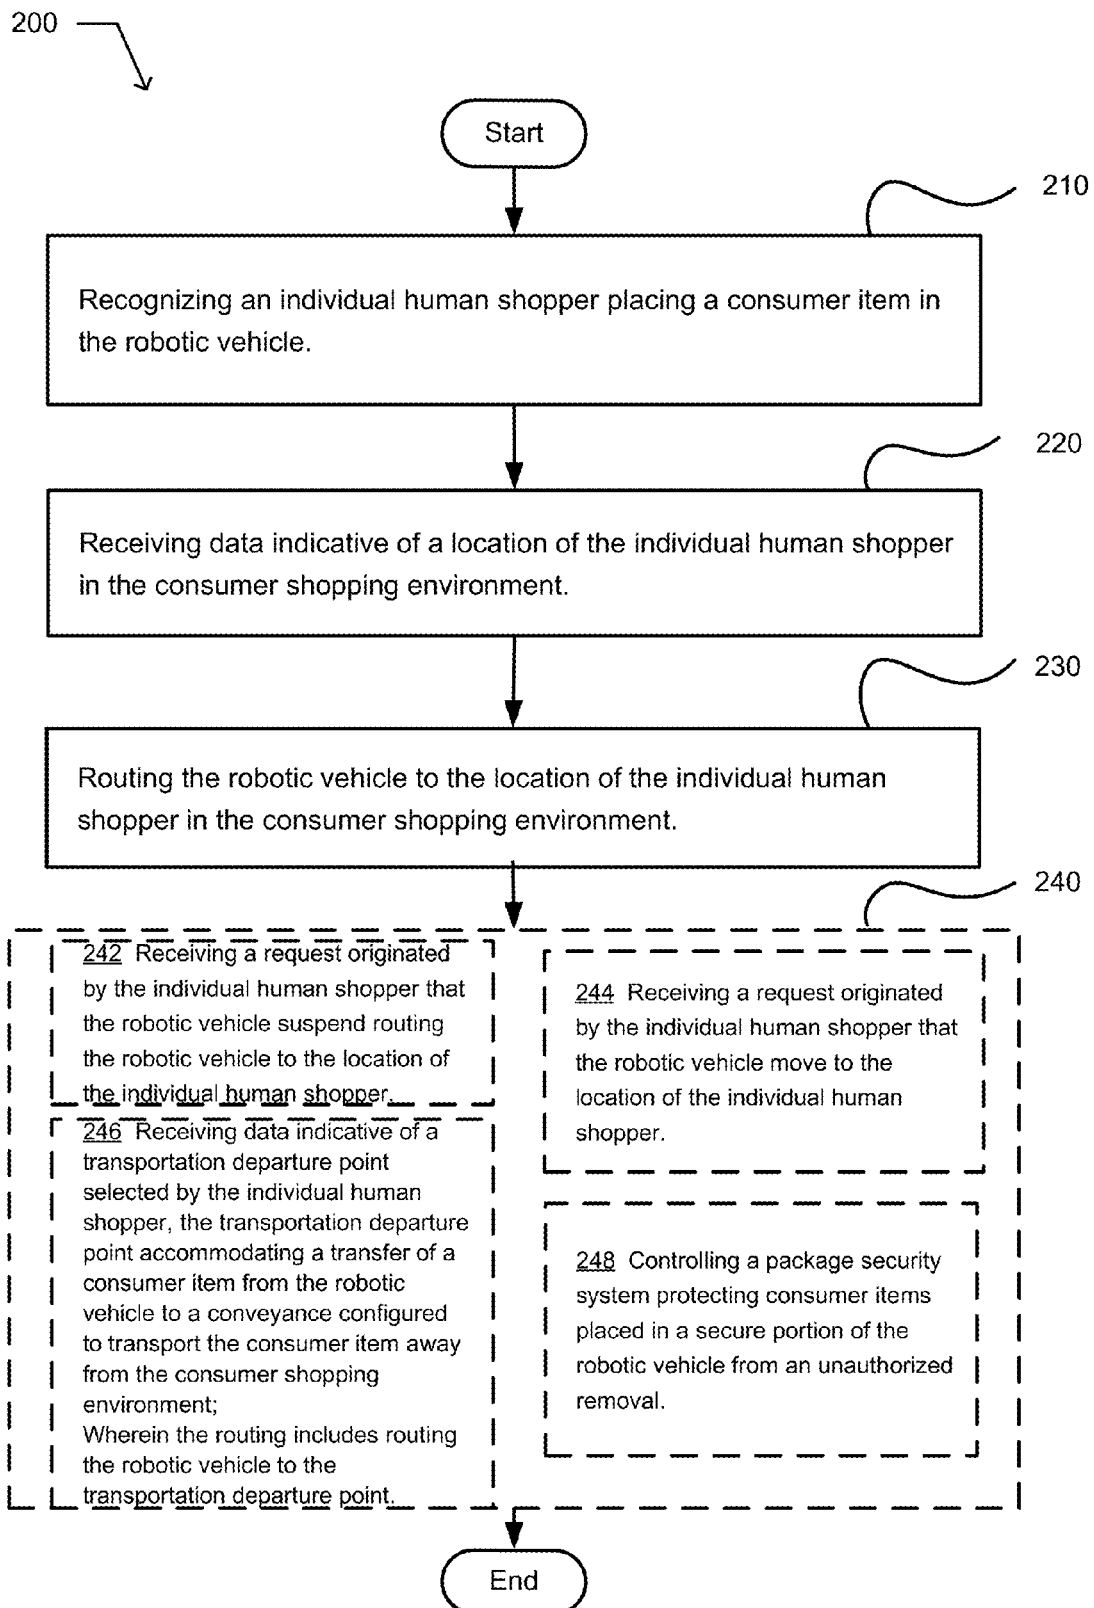 200
Start
210
Recognizing an individual human shopper placing a consumer item in
the robotic vehicle.
220
Receiving data indicative of a location of the individual human shopper
in the consumer shopping environment.
230
Routing the robotic vehicle to the location of the individual human
shopper in the consumer shopping environment.
240
242 Receiving a request originated
by the individual human shopper that
the robotic vehicle suspend routing
the robotic vehicle to the location of
the individual human shopper.
244 Receiving a request originated
by the individual human shopper that
the robotic vehicle move to the
location of the individual human
shopper.
246 Receiving data indicative of a
transportation departure point
selected by the individual human
shopper, the transportation departure
point accommodating a transfer of a
consumer item from the robotic
vehicle to a conveyance configured
to transport the consumer item away
from the consumer shopping
environment;
Wherein the routing includes routing
the robotic vehicle to the
transportation departure point.
248 Controlling a package security
system protecting consumer items
placed in a secure portion of the
robotic vehicle from an unauthorized
removal.
End